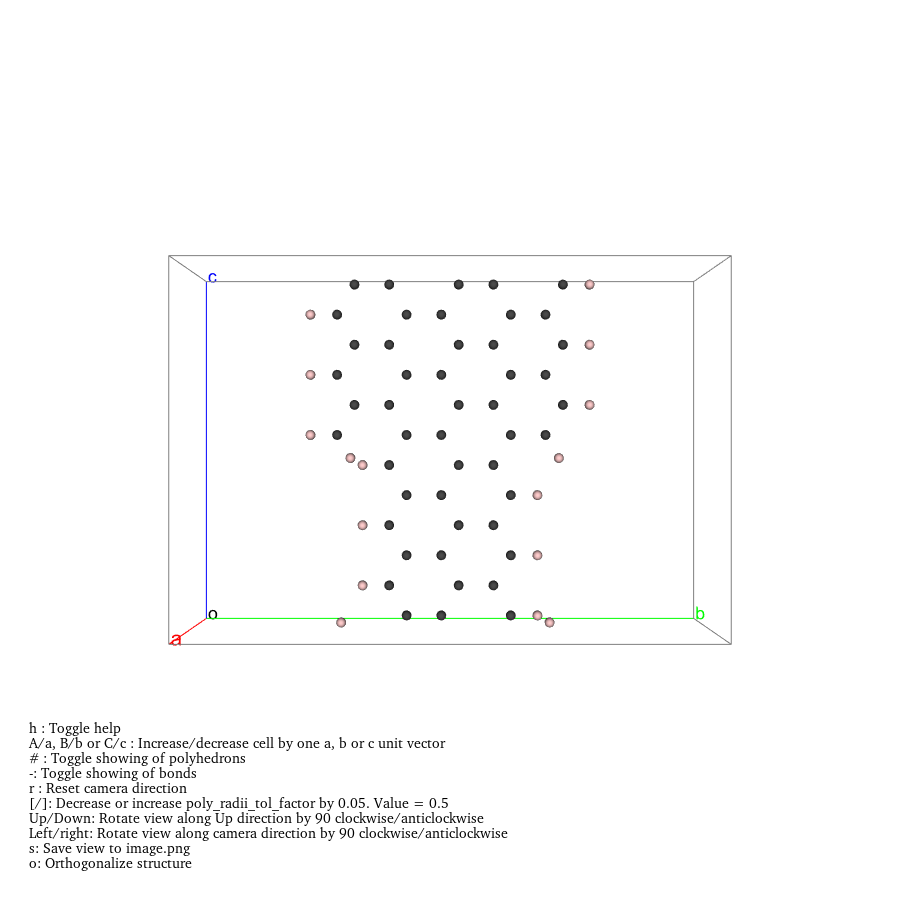 c
o
b
a
h : Toggle help
A/a, B/b or C/c : Increase/decrease cell by one a, b or c unit vector
# : Toggle showing of polyhedrons
-: Toggle showing of bonds
r : Reset camera direction
[/]: Decrease or increase poly_radii_tol_factor by 0.05. Value = 0.5
Up/Down: Rotate view along Up direction by 90 clockwise/anticlockwise
Left/right: Rotate view along camera direction by 90 clockwise/anticlockwise
s: Save view to image.png
o: Orthogonalize structure